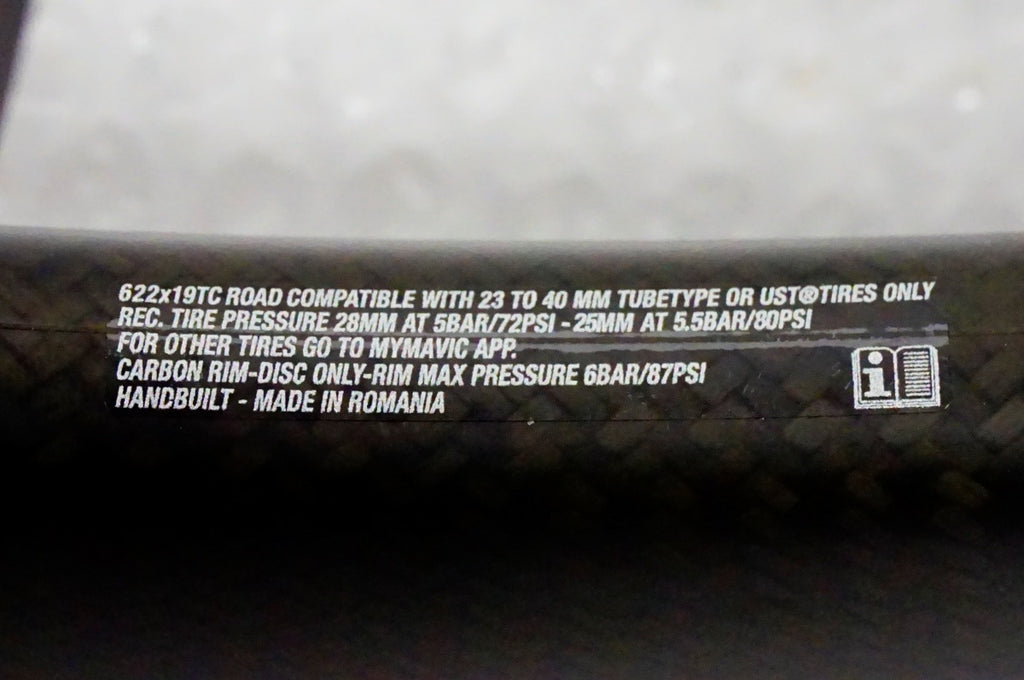 622x19TC ROAD COMPATIBLE WITH 23 TO 40 MM TUBETYPE OR UST®TIRES ONLY
REC. TIRE PRESSURE 28MM AT 5BAR/72PSI - 25MM AT 5.5BAR/80PSI
FOR OTHER TIRES GO TO MYMAVIC APP.
CARBON RIM-DISC ONLY-RIM MAX PRESSURE 6BAR/87PSI
HANDBUILT - MADE IN ROMANIA
i